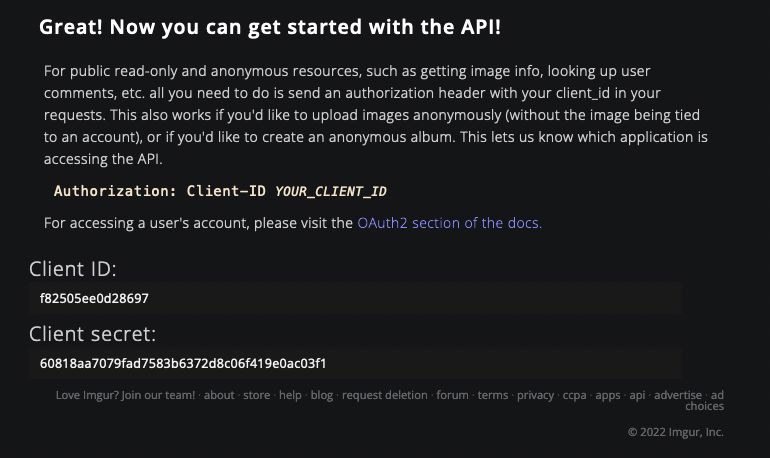 Great! Now you can get started with the API!
For public read-only and anonymous resources, such as getting image info, looking up user
comments, etc. all you need to do is send an authorization header with your client_id in your
requests. This also works if you'd like to upload images anonymously (without the image being tied
to an account), or if you'd like to create an anonymous album. This lets us know which application is
accessing the API.
Authorization: Client-ID YOUR_CLIENT_ID
For accessing a user's account, please visit the OAuth2 section of the docs.
Client ID:
f82505ee0d28697
Client secret:
60818aa7079fad7583b6372d8c06f419e0ac03f1
Love Imgur? Join our team! · about · store · help · blog · request deletion · forum · terms · privacy · ccpa · apps · api · advertise · ad
choices
© 2022 Imgur, Inc.